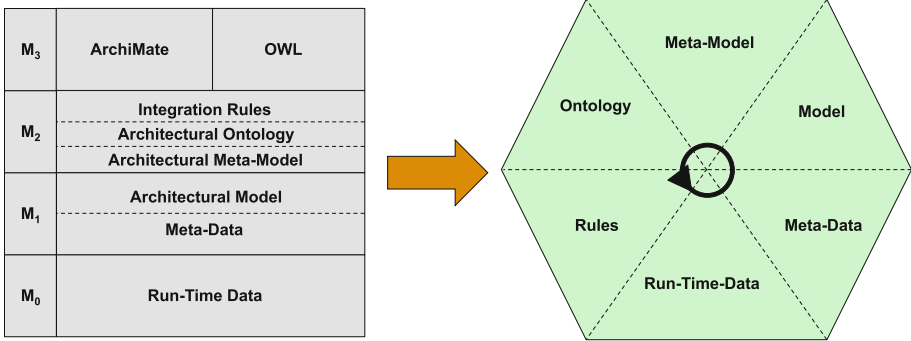 M3
ArchiMate
OWL
M2
Integration Rules
Architectural Ontology
Architectural Meta-Model
M1
Architectural Model
Meta-Data
M0
Run-Time Data
Meta-Model
Ontology
Model
Rules
Meta-Data
Run-Time-Data